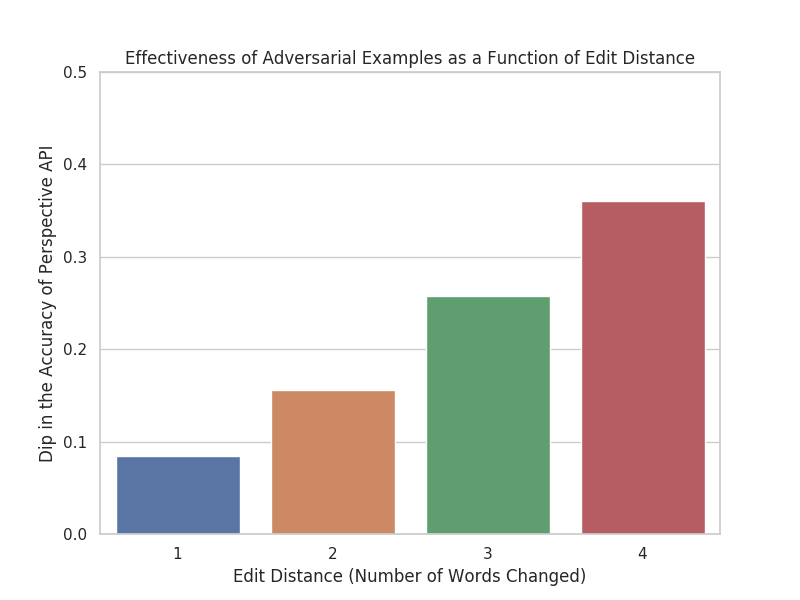 Effectiveness of Adversarial Examples as a Function of Edit Distance
Dip in the Accuracy of Perspective API
0.5
0.4
0.3
0.2
0.1
0.0
1 2 3 4
Edit Distance (Number of Words Changed)